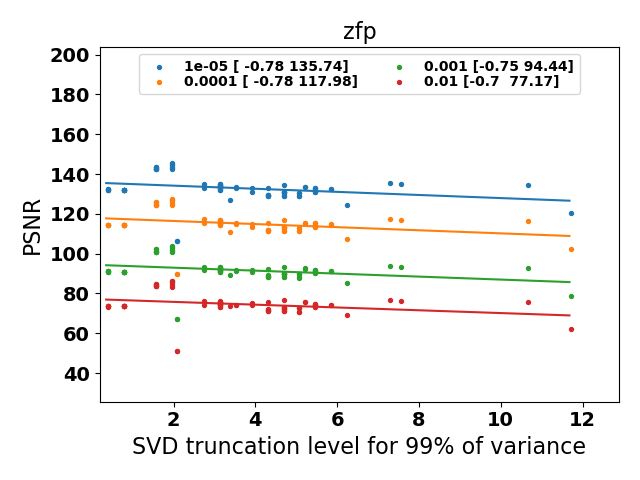 zfp
1e-05 [ -0.78 135.74]
0.0001 [ -0.78 117.98]
0.001 [-0.75 94.44]
0.01 [-0.7  77.17]
200
180
160
140
120
100
80
60
40
PSNR
2 4 6 8 10 12
SVD truncation level for 99% of variance